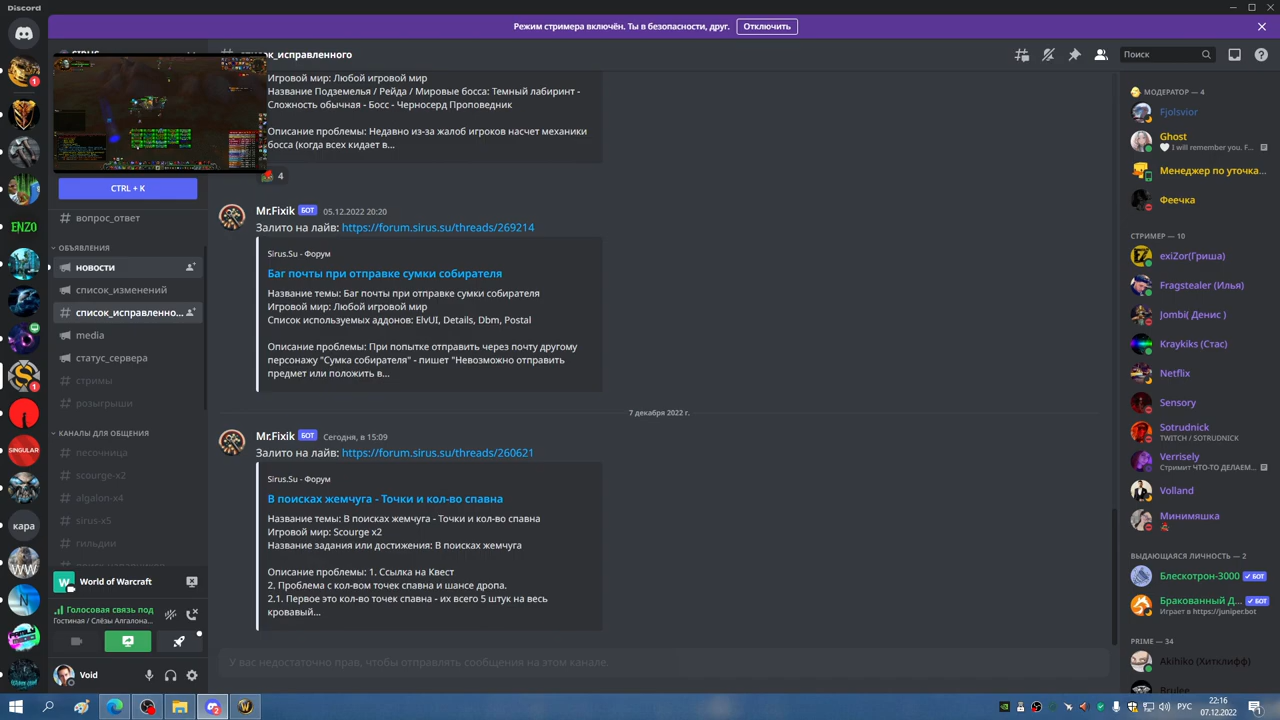 Discord
Режим стримера включён. Ты в безопасности, друг.
Отключить
список_исправленного
Поиск
CTRL + K
вопрос_ответ
ОБЪЯВЛЕНИЯ
новости
список_изменений
список_исправленно...
media
статус_сервера
стримы
розыгрыши
КАНАЛЫ ДЛЯ ОБЩЕНИЯ
песочница
scourge-x2
algalon-x4
sirus-x5
гильдии
World of Warcraft
Голосовая связь под
Гостиная / Слёзы Алгалона...
Void
ENZO
SINGULAR
кара
Игровой мир: Любой игровой мир
Название Подземелья / Рейда / Мировые босса: Темный лабиринт -
Сложность обычная - Босс - Черносерд Проповедник
Описание проблемы: Недавно из-за жалоб игроков насчет механики
босса (когда всех кидает в...
4
Mr.Fixik БОТ 05.12.2022 20:20
Залито на лайв: https://forum.sirus.su/threads/269214
Sirus.Su - Форум
Баг почты при отправке сумки собирателя
Название темы: Баг почты при отправке сумки собирателя
Игровой мир: Любой игровой мир
Список используемых аддонов: ElvUI, Details, Dbm, Postal
Описание проблемы: При попытке отправить через почту другому
персонажу "Сумка собирателя" - пишет "Невозможно отправить
предмет или положить в...
7 декабря 2022 г.
Mr.Fixik БОТ Сегодня, в 15:09
Залито на лайв: https://forum.sirus.su/threads/260621
Sirus.Su - Форум
В поисках жемчуга - Точки и кол-во спавна
Название темы: В поисках жемчуга - Точки и кол-во спавна
Игровой мир: Scourge x2
Название задания или достижения: В поисках жемчуга
Описание проблемы: 1. Ссылка на Квест
2. Проблема с кол-вом точек спавна и шансе дропа.
2.1. Первое это кол-во точек спавна - их всего 5 штук на весь
кровавый...
У вас недостаточно прав, чтобы отправлять сообщения на этом канале.
МОДЕРАТОР — 4
Fjolsvior
Ghost
I will remember you. F...
Менеджер по уточка...
Феечка
СТРИМЕР — 10
exiZor(Гриша)
Fragstealer (Илья)
Jombi( Денис )
Kraykiks (Стас)
Netflix
Sensory
Sotrudnick
TWITCH / SOTRUDNICK
Verrisely
Стримит ЧТО-ТО ДЕЛАЕМ...
Volland
Минимяшка
ВЫДАЮЩАЯСЯ ЛИЧНОСТЬ — 2
Блескотрон-3000 БОТ
Бракованный Д... БОТ
Играет в https://juniper.bot
PRIME — 34
Akihiko (Хитклифф)
Brulee
РУС
22:16
07.12.2022